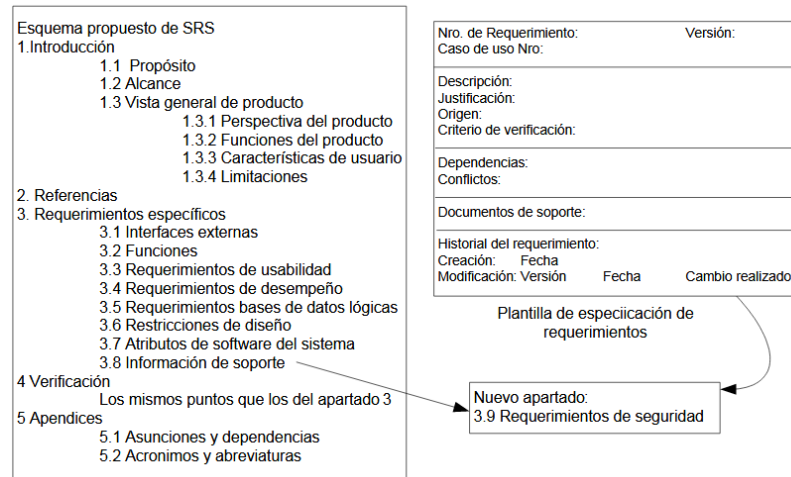 Esquema propuesto de SRS
1.Introducción
1.1 Propósito
1.2 Alcance
1.3 Vista general de producto
1.3.1 Perspectiva del producto
1.3.2 Funciones del producto
1.3.3 Características de usuario
1.3.4 Limitaciones
2. Referencias
3. Requerimientos específicos
3.1 Interfaces externas
3.2 Funciones
3.3 Requerimientos de usabilidad
3.4 Requerimientos de desempeño
3.5 Requerimientos bases de datos lógicas
3.6 Restricciones de diseño
3.7 Atributos de software del sistema
3.8 Información de soporte
4 Verificación
Los mismos puntos que los del apartado 3
5 Apendices
5.1 Asunciones y dependencias
5.2 Acronimos y abreviaturas
Nro. de Requerimiento: Versión:
Caso de uso Nro:
Descripción:
Justificación:
Origen:
Criterio de verificación:
Dependencias:
Conflictos:
Documentos de soporte:
Historial del requerimiento:
Creación: Fecha
Modificación: Versión Fecha Cambio realizado
Plantilla de especiicación de
requerimientos
Nuevo apartado:
3.9 Requerimientos de seguridad